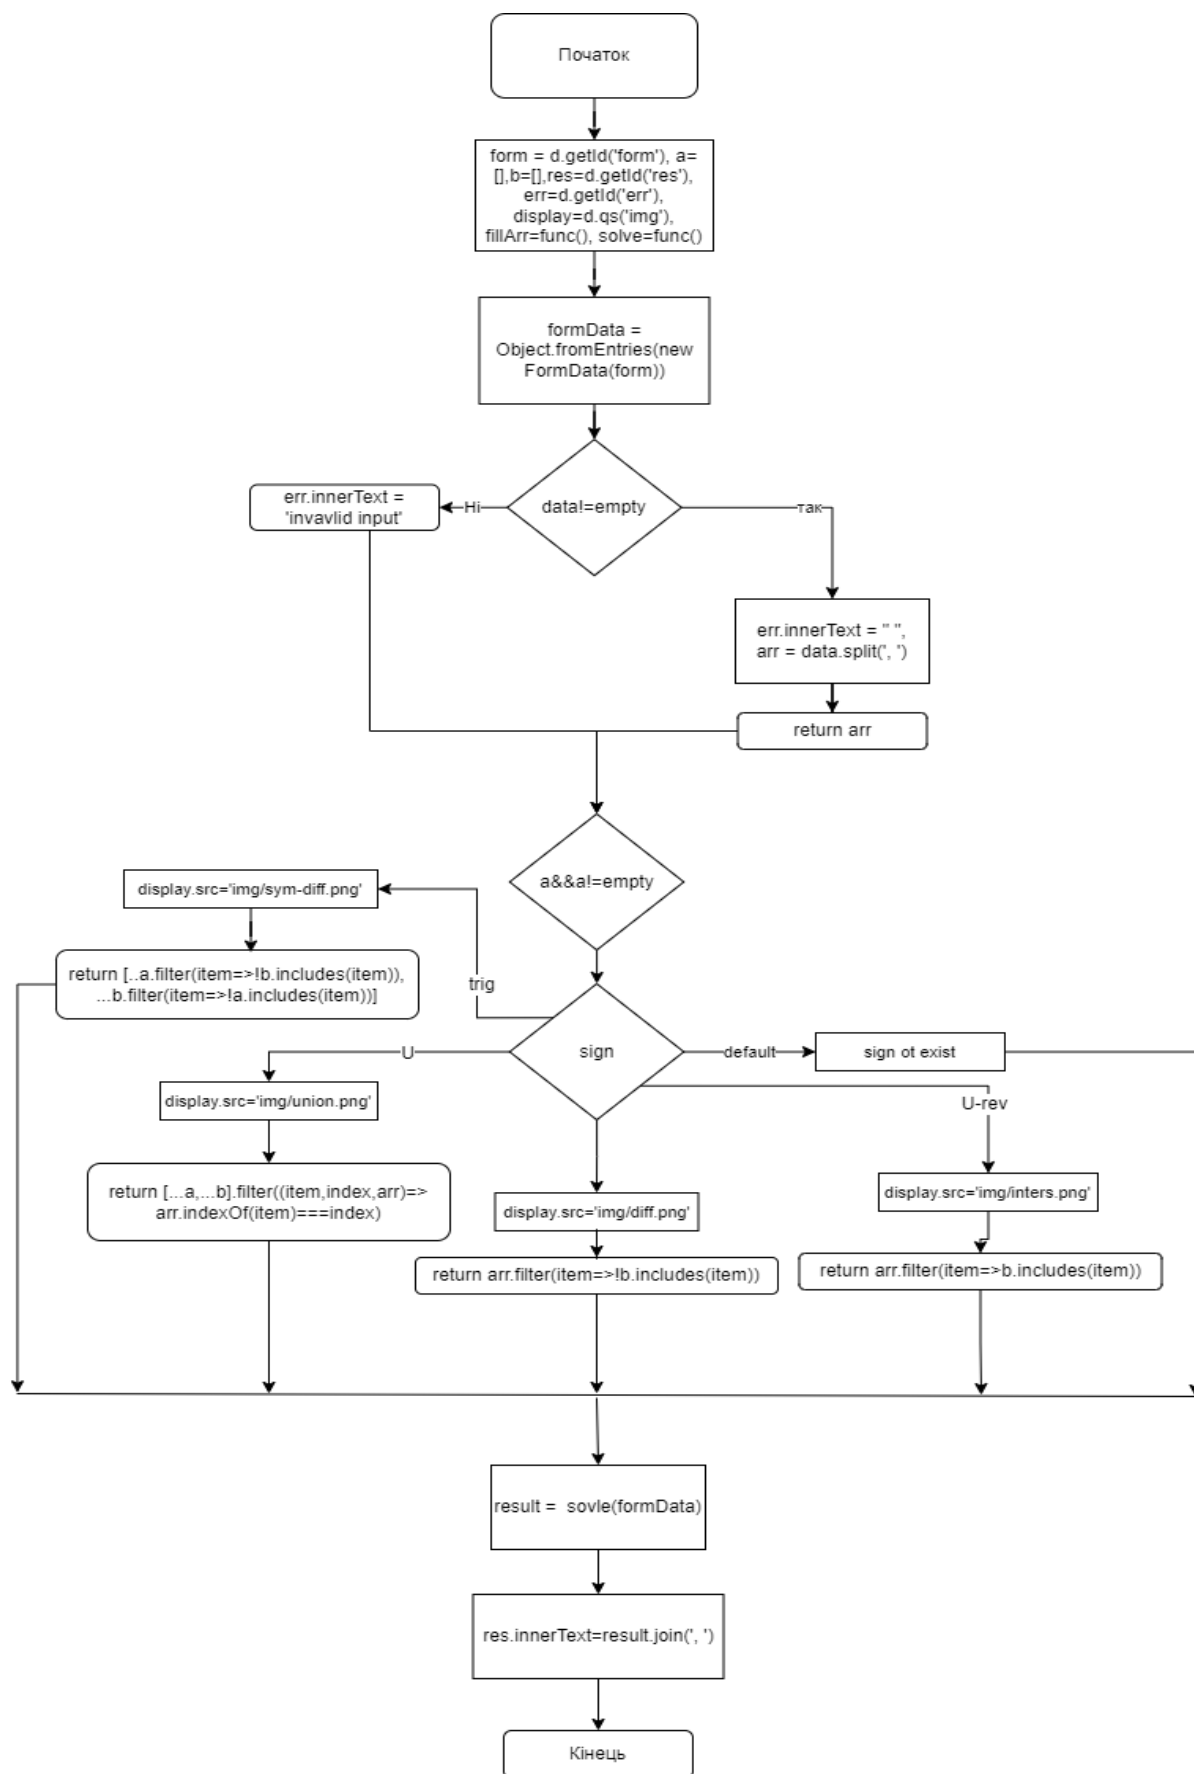 Початок
form = d.getId('form'), a=
[],b=[],res=d.getId('res'),
err=d.getId('err'),
display=d.qs('img'),
fillArr=func(), solve=func()
formData =
Object.fromEntries(new
FormData(form))
data!=empty
Ні
так
err.innerText =
'invavlid input'
err.innerText = " ",
arr = data.split(', ')
return arr
a&&a!=empty
display.src='img/sym-diff.png'
return [..a.filter(item=>!b.includes(item)),
...b.filter(item=>!a.includes(item))]
trig
sign
U
default
sign ot exist
U-rev
display.src='img/union.png'
return [...a,...b].filter((item,index,arr)=>
arr.indexOf(item)===index)
display.src='img/diff.png'
return arr.filter(item=>!b.includes(item))
display.src='img/inters.png'
return arr.filter(item=>b.includes(item))
result =  sovle(formData)
res.innerText=result.join(', ')
Кінець